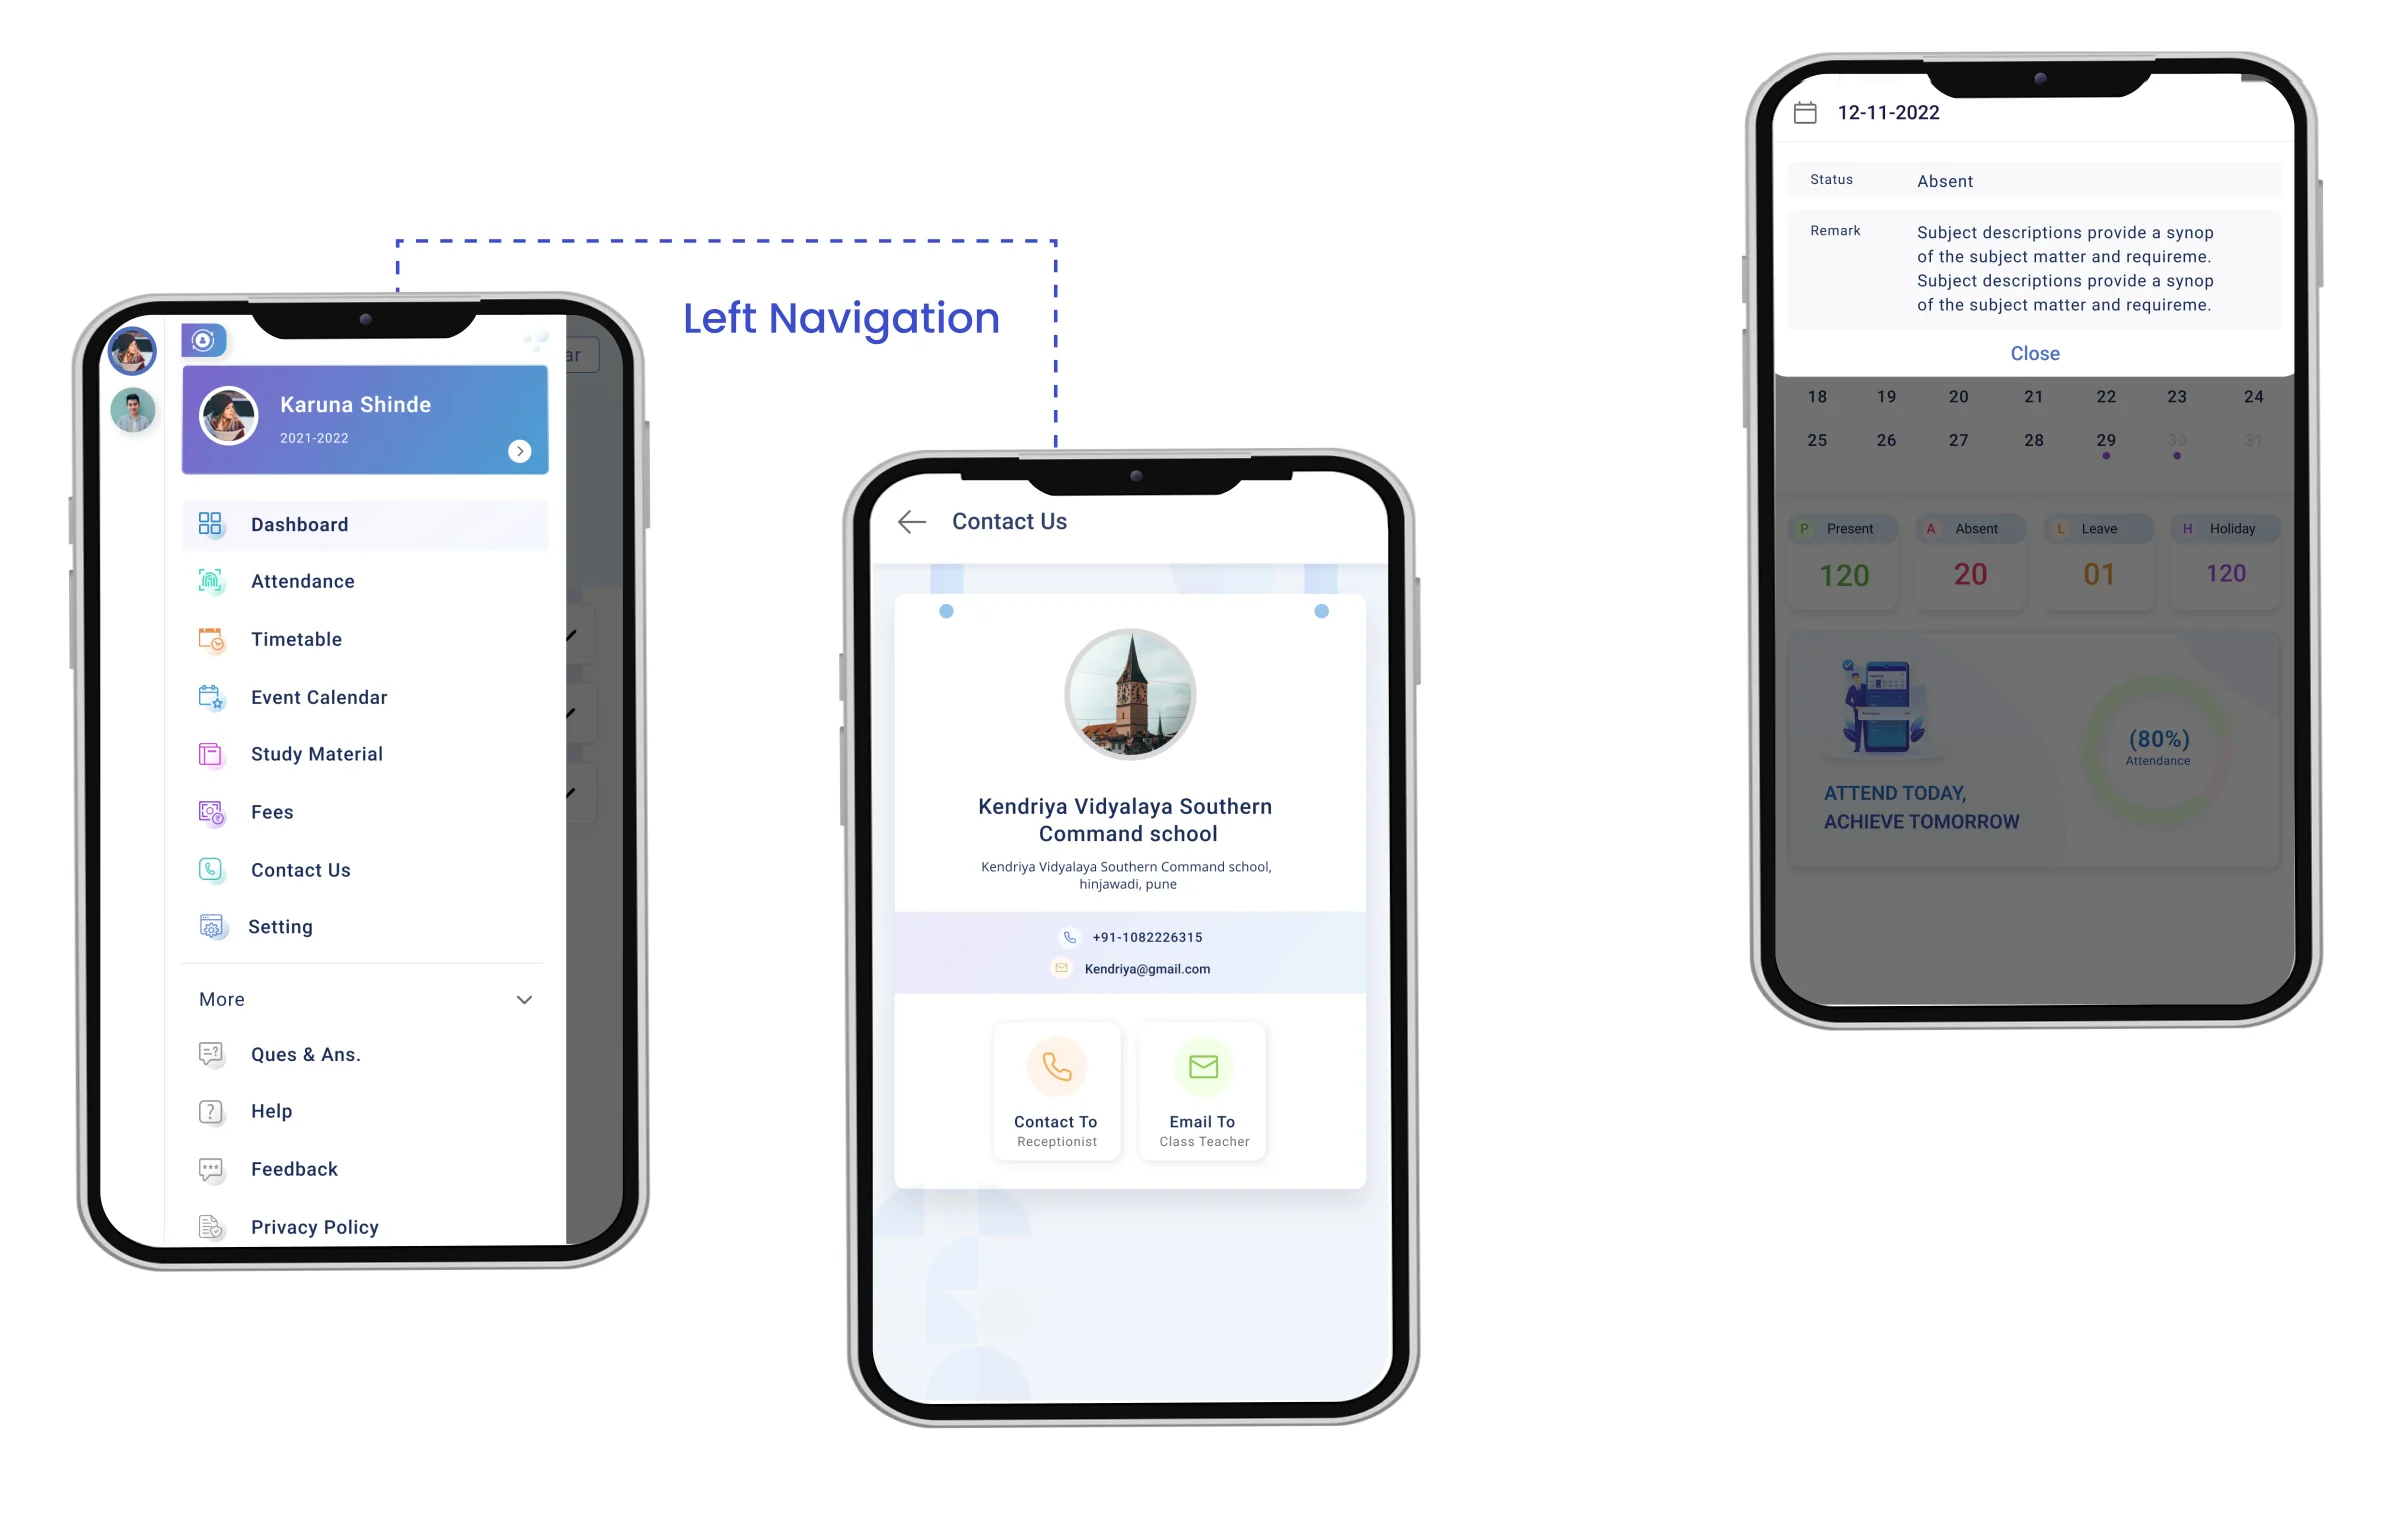 Left Navigation
ar
Karuna Shinde
2021-2022
Dashboard
Attendance
Timetable
Event Calendar
Study Material
Fees
Contact Us
Setting
More
Ques & Ans.
Help
Feedback
Privacy Policy
Contact Us
Kendriya Vidyalaya Southern
Command school
Kendriya Vidyalaya Southern Command school,
hinjawadi, pune
+91-1082226315
Kendriya@gmail.com
Contact To
Receptionist
Email To
Class Teacher
12-11-2022
Status Absent
Remark Subject descriptions provide a synop
of the subject matter and requireme.
Subject descriptions provide a synop
of the subject matter and requireme.
Close
18 19 20 21 22 23 24
25 26 27 28 29 30 31
P Present A Absent L Leave H Holiday
120 20 01 120
(80%)
Attendance
ATTEND TODAY,
ACHIEVE TOMORROW